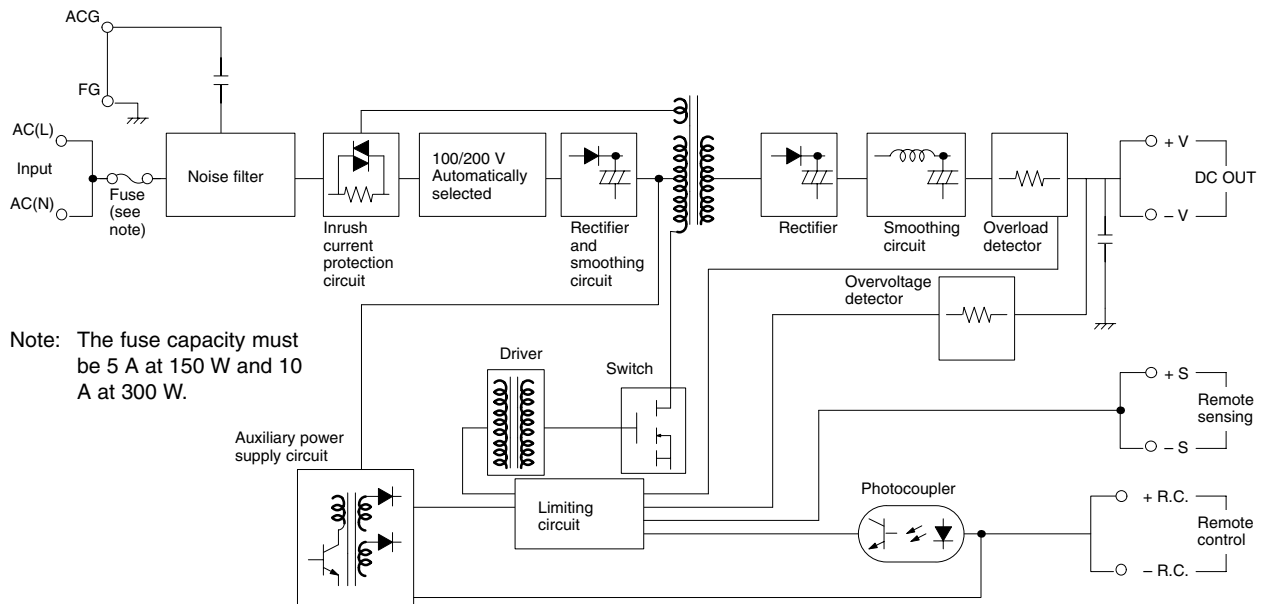 ACG
FG
AC(L)
Input
AC(N)
Fuse
(see
note)
Noise filter
Inrush
current
protection
circuit
100/200 V
Automatically
selected
Rectifier
and
smoothing
circuit
Rectifier
Smoothing
circuit
Overload
detector
+ V
DC OUT
– V
Overvoltage
detector
Note: The fuse capacity must
be 5 A at 150 W and 10
A at 300 W.
Driver
Switch
+ S
Remote
sensing
– S
Auxiliary power
supply circuit
Limiting
circuit
Photocoupler
+ R.C.
Remote
control
– R.C.